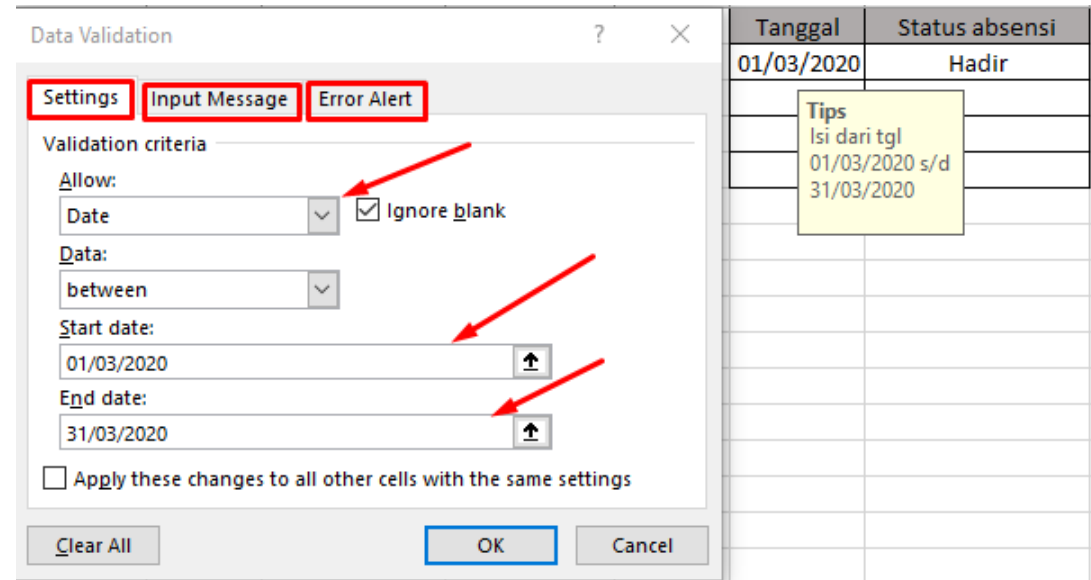 Data Validation ? ×
Settings Input Message Error Alert
Validation criteria
Allow:
Date Ignore blank
Data:
between
Start date:
01/03/2020
End date:
31/03/2020
Apply these changes to all other cells with the same settings
Clear All OK Cancel
Tanggal Status absensi
01/03/2020 Hadir
Tips
Isi dari tgl
01/03/2020 s/d
31/03/2020